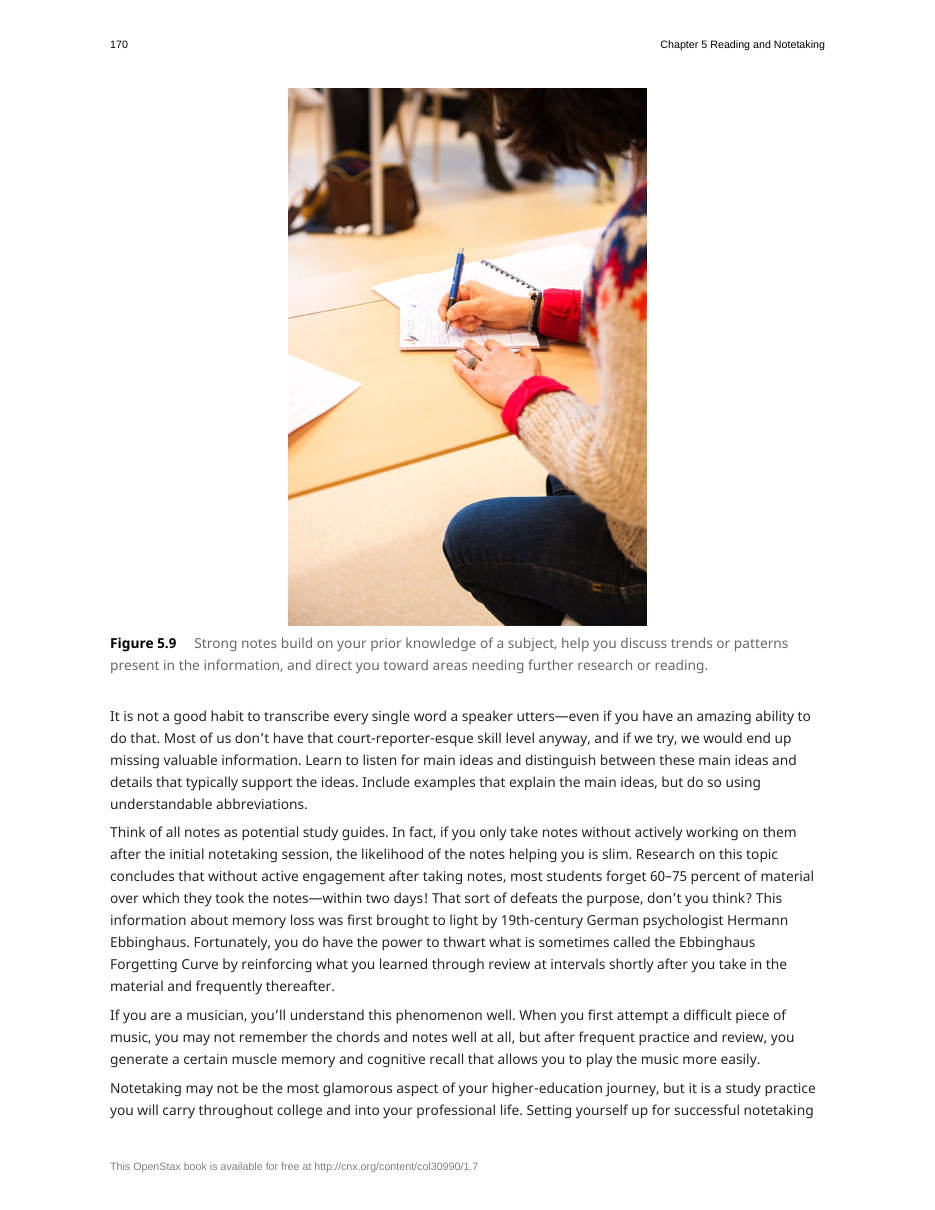 170
Chapter 5 Reading and Notetaking
Figure 5.9 Strong notes build on your prior knowledge of a subject, help you discuss trends or patterns
present in the information, and direct you toward areas needing further research or reading.
It is not a good habit to transcribe every single word a speaker utters—even if you have an amazing ability to
do that. Most of us don’t have that court-reporter-esque skill level anyway, and if we try, we would end up
missing valuable information. Learn to listen for main ideas and distinguish between these main ideas and
details that typically support the ideas. Include examples that explain the main ideas, but do so using
understandable abbreviations.
Think of all notes as potential study guides. In fact, if you only take notes without actively working on them
after the initial notetaking session, the likelihood of the notes helping you is slim. Research on this topic
concludes that without active engagement after taking notes, most students forget 60–75 percent of material
over which they took the notes—within two days! That sort of defeats the purpose, don’t you think? This
information about memory loss was first brought to light by 19th-century German psychologist Hermann
Ebbinghaus. Fortunately, you do have the power to thwart what is sometimes called the Ebbinghaus
Forgetting Curve by reinforcing what you learned through review at intervals shortly after you take in the
material and frequently thereafter.
If you are a musician, you’ll understand this phenomenon well. When you first attempt a difficult piece of
music, you may not remember the chords and notes well at all, but after frequent practice and review, you
generate a certain muscle memory and cognitive recall that allows you to play the music more easily.
Notetaking may not be the most glamorous aspect of your higher-education journey, but it is a study practice
you will carry throughout college and into your professional life. Setting yourself up for successful notetaking
This OpenStax book is available for free at http://cnx.org/content/col30990/1.7